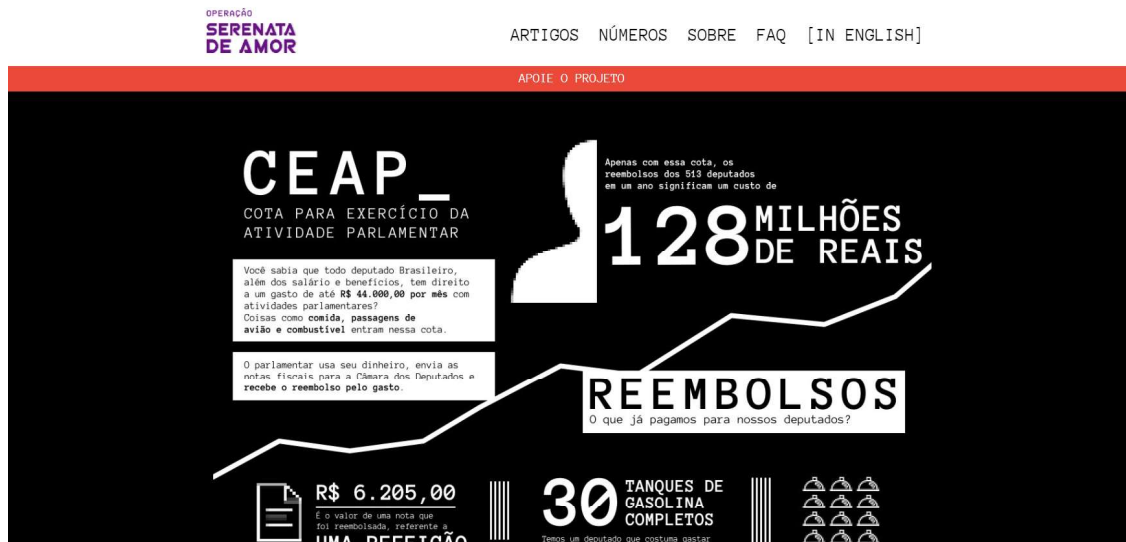 OPERAÇÃO
SERENATA
DE AMOR
ARTIGOS NÚMEROS SOBRE FAQ [IN ENGLISH]
APOIE O PROJETO
CEAP_
COTA PARA EXERCÍCIO DA
ATIVIDADE PARLAMENTAR
Você sabia que todo deputado Brasileiro,
além dos salário e benefícios, tem direito
a um gasto de até R$ 44.000,00 por mês com
atividades parlamentares?
Coisas como comida, passagens de
avião e combustível entram nessa cota.
O parlamentar usa seu dinheiro, envia as
notas fiscais para a Câmara dos Deputados e
recebe o reembolso pelo gasto.
Apenas com essa cota, os
reembolsos dos 513 deputados
em um ano significam um custo de
128 MILHÕES
DE REAIS
REEMBOLSOS
O que já pagamos para nossos deputados?
R$ 6.205,00
É o valor de uma nota que
foi reembolsada, referente a
UMA REFEIÇÃO
30 TANQUES DE
GASOLINA
COMPLETOS
Temos um deputado que costuma gastar